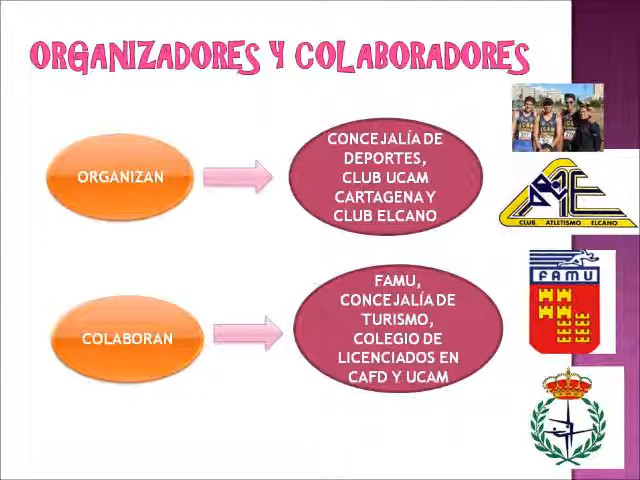 ORGANIZADORES Y COLABORADORES
ORGANIZAN
CONCEJALÍA DE
DEPORTES,
CLUB UCAM
CARTAGENA Y
CLUB ELCANO
CLUB ATLETISMO ELCANO
FAMU
COLABORAN
FAMU,
CONCEJALÍA DE
TURISMO,
COLEGIO DE
LICENCIADOS EN
CAFD Y UCAM